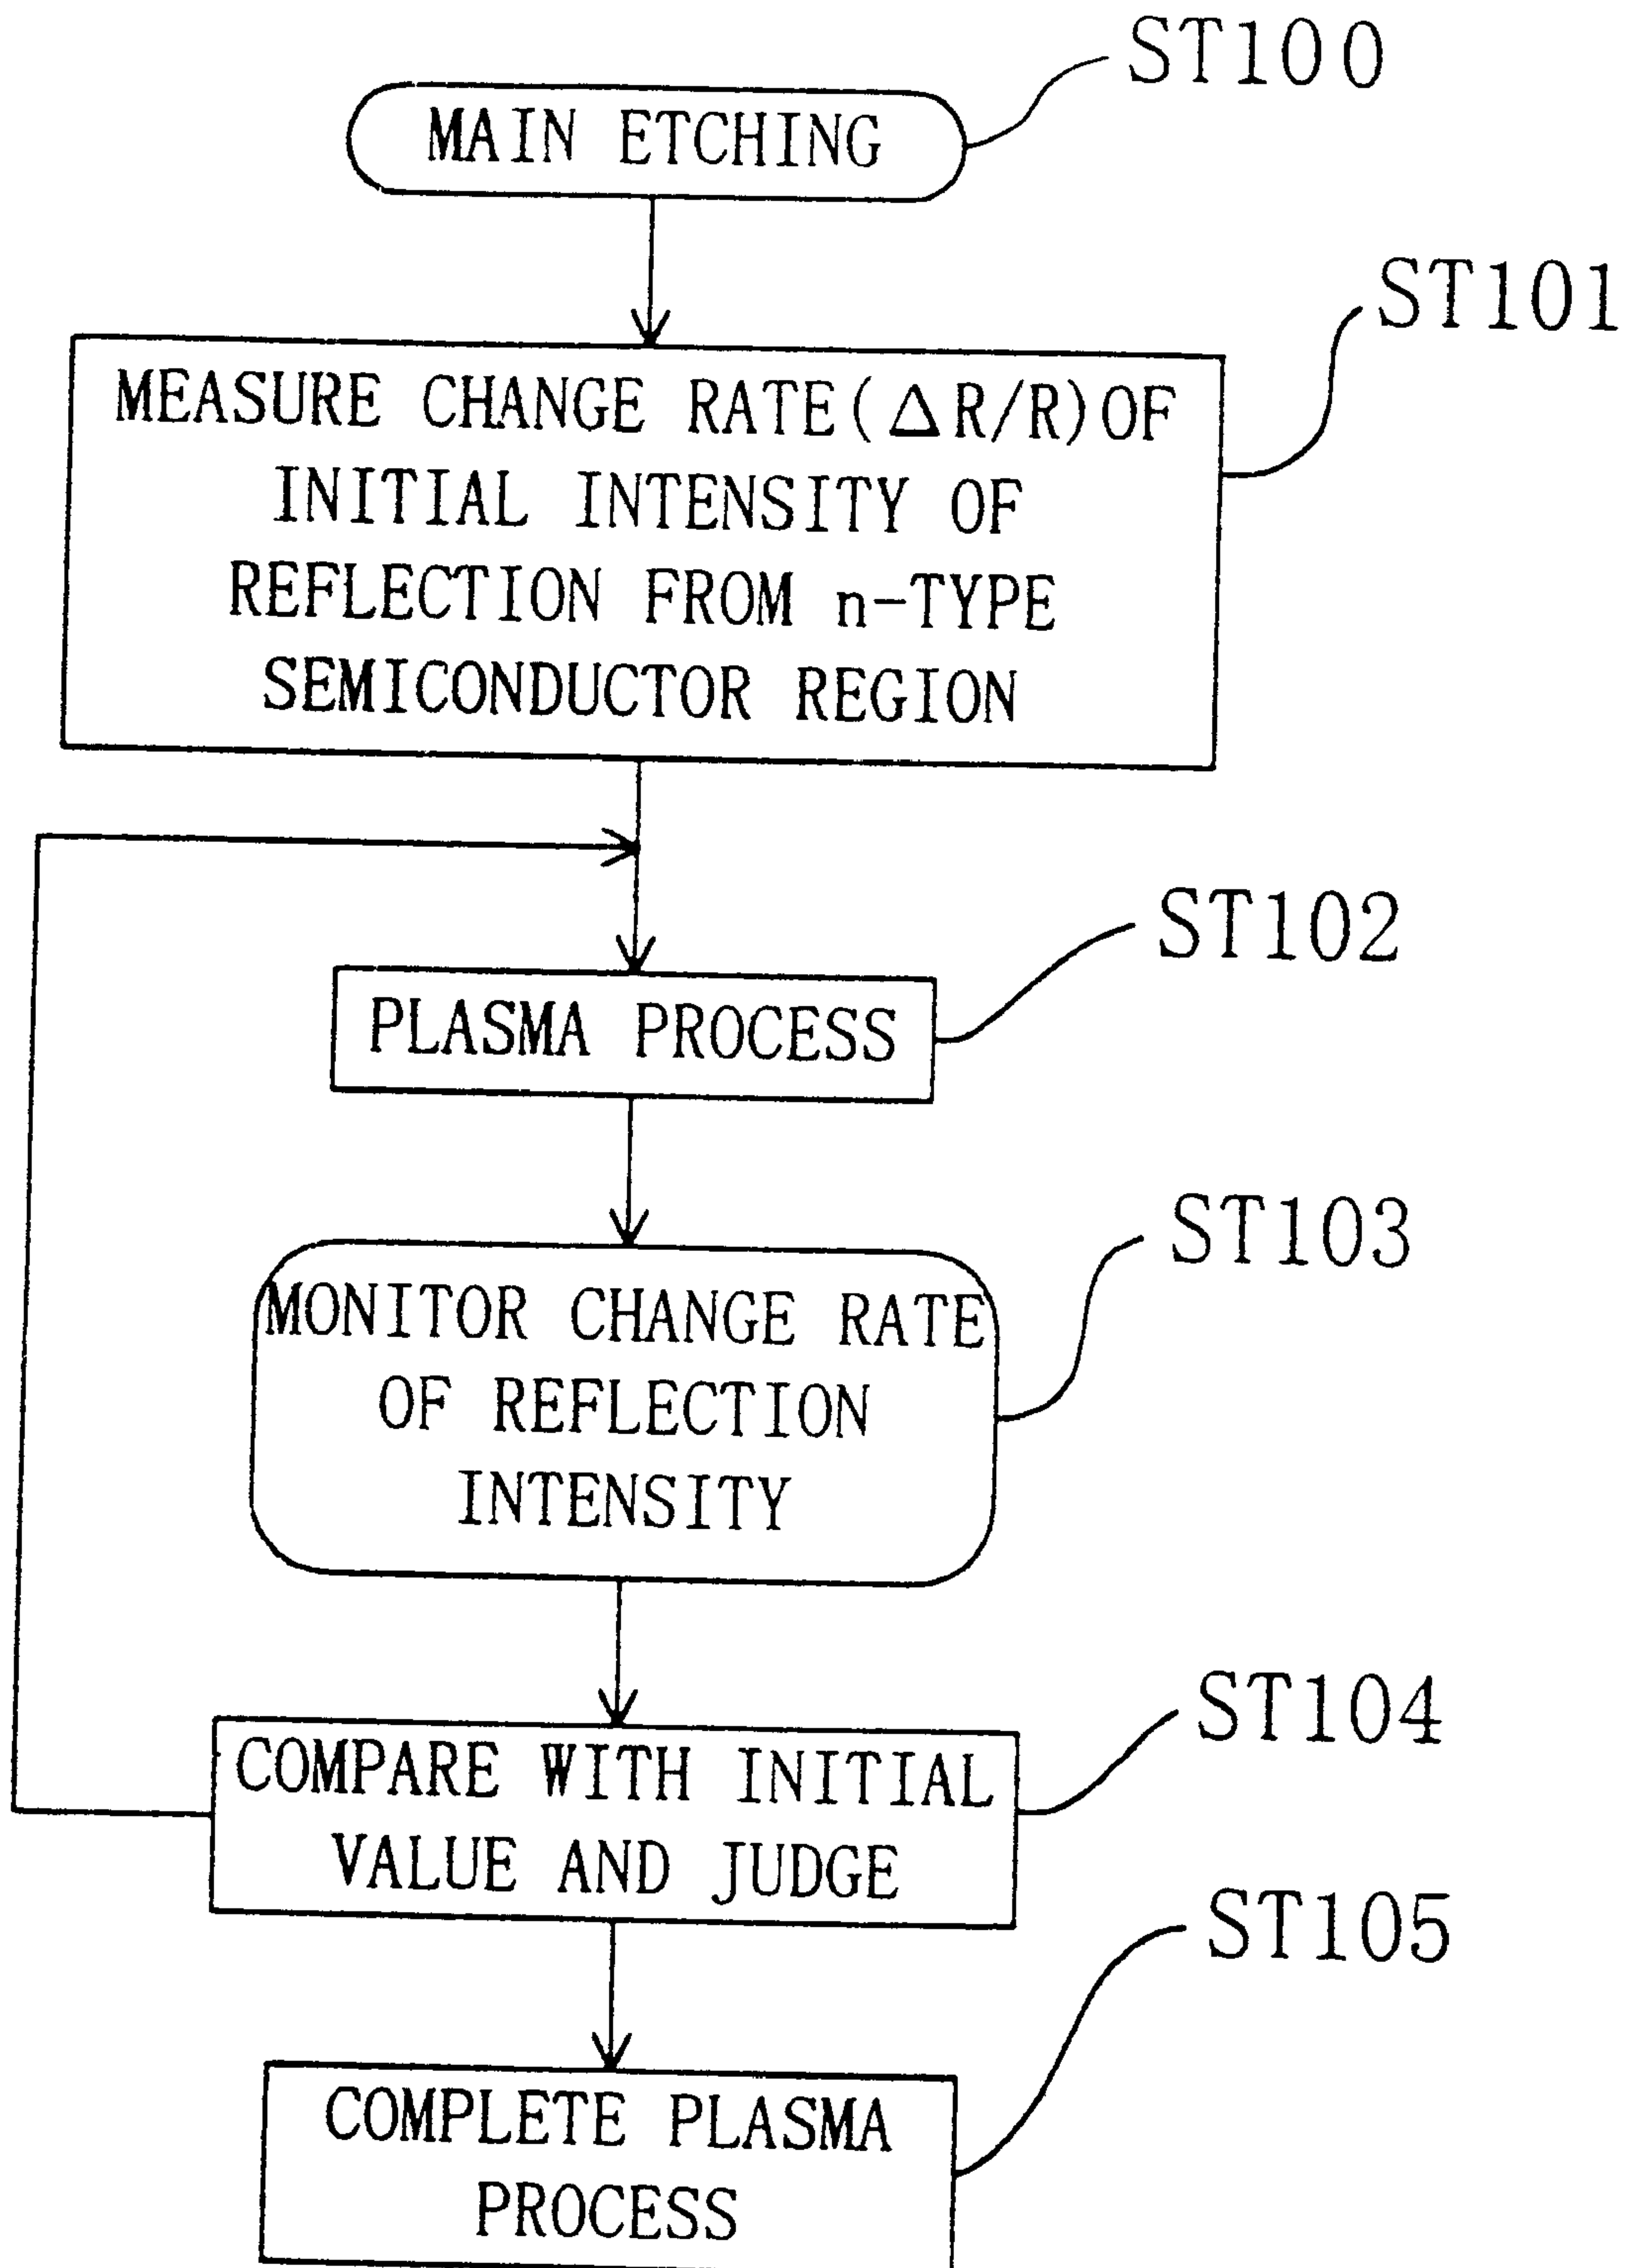 ST100
MAIN ETCHING
ST101
MEASURE CHANGE RATE(ΔR/R)OF
INITIAL INTENSITY OF
REFLECTION FROM n-TYPE
SEMICONDUCTOR REGION
ST102
PLASMA PROCESS
ST103
MONITOR CHANGE RATE
OF REFLECTION
INTENSITY
ST104
COMPARE WITH INITIAL
VALUE AND JUDGE
ST105
COMPLETE PLASMA
PROCESS